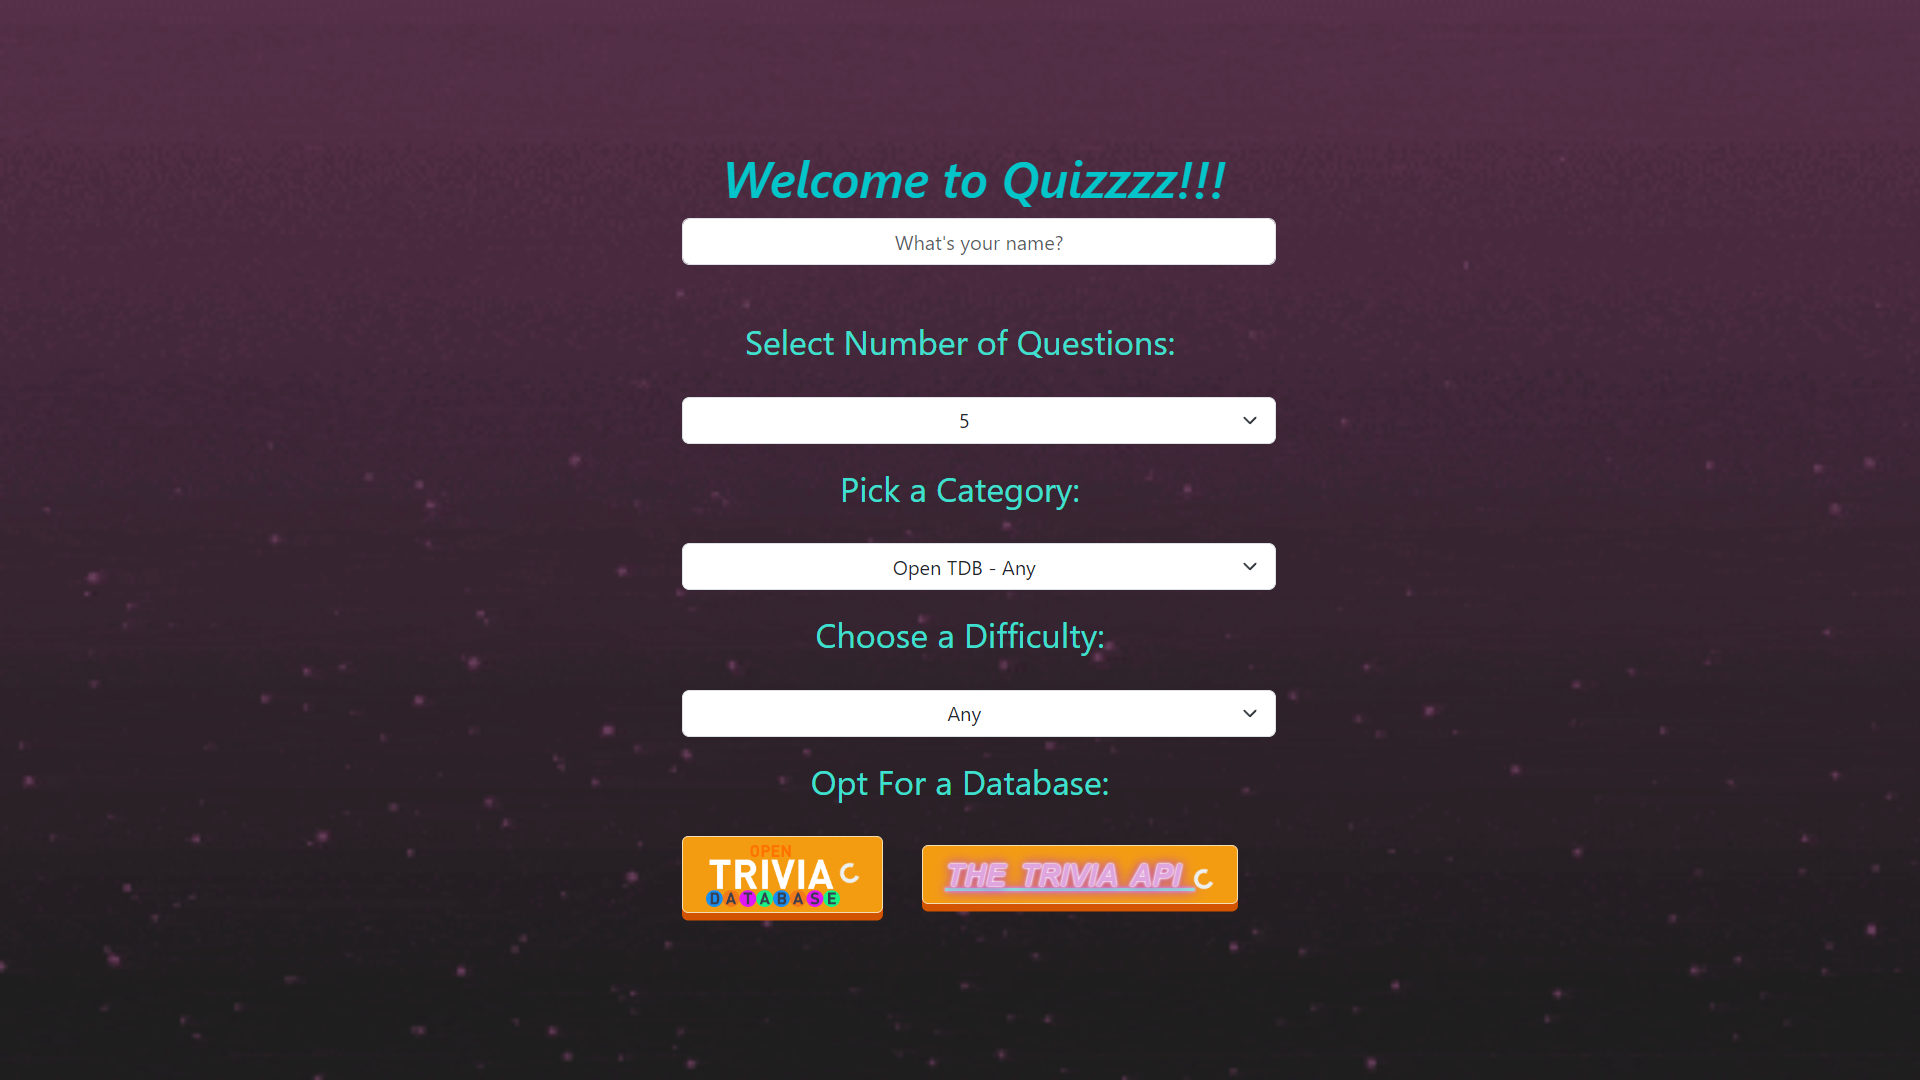 Welcome to Quizzzz!!!
What's your name?
Select Number of Questions:
5
Pick a Category:
Open TDB - Any
Choose a Difficulty:
Any
Opt For a Database:
OPEN
TRIVIA
DATABASE
THE TRIVIA API